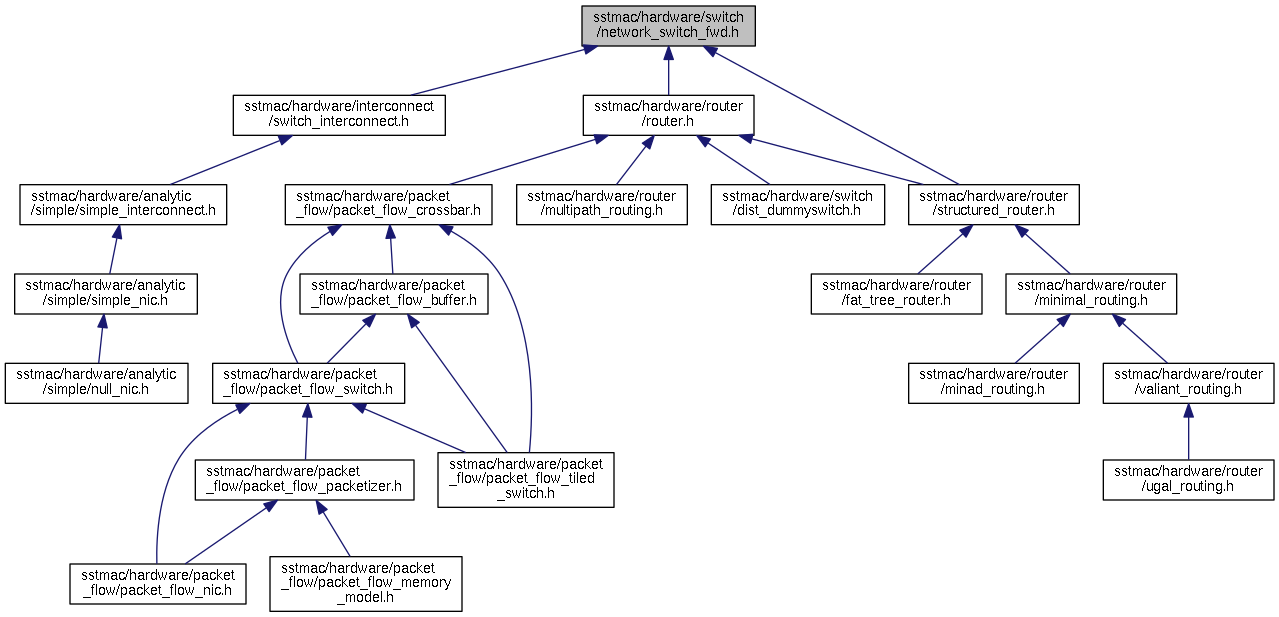 sstmac/hardware/switch
/network_switch_fwd.h
sstmac/hardware/interconnect
/switch_interconnect.h
sstmac/hardware/router
/router.h
sstmac/hardware/analytic
/simple/simple_interconnect.h
sstmac/hardware/packet
_flow/packet_flow_crossbar.h
sstmac/hardware/router
/multipath_routing.h
sstmac/hardware/switch
/dist_dummyswitch.h
sstmac/hardware/router
/structured_router.h
sstmac/hardware/analytic
/simple/simple_nic.h
sstmac/hardware/packet
_flow/packet_flow_buffer.h
sstmac/hardware/router
/fat_tree_router.h
sstmac/hardware/router
/minimal_routing.h
sstmac/hardware/analytic
/simple/null_nic.h
sstmac/hardware/packet
_flow/packet_flow_switch.h
sstmac/hardware/router
/minad_routing.h
sstmac/hardware/router
/valiant_routing.h
sstmac/hardware/packet
_flow/packet_flow_packetizer.h
sstmac/hardware/packet
_flow/packet_flow_tiled
_switch.h
sstmac/hardware/router
/ugal_routing.h
sstmac/hardware/packet
_flow/packet_flow_nic.h
sstmac/hardware/packet
_flow/packet_flow_memory
_model.h